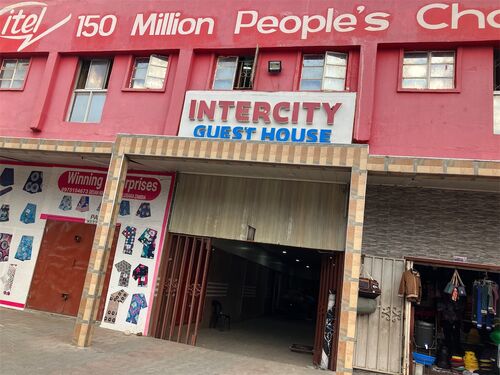 itel 150 Million People's Cho
INTERCITY
GUEST HOUSE
Winning
rprises